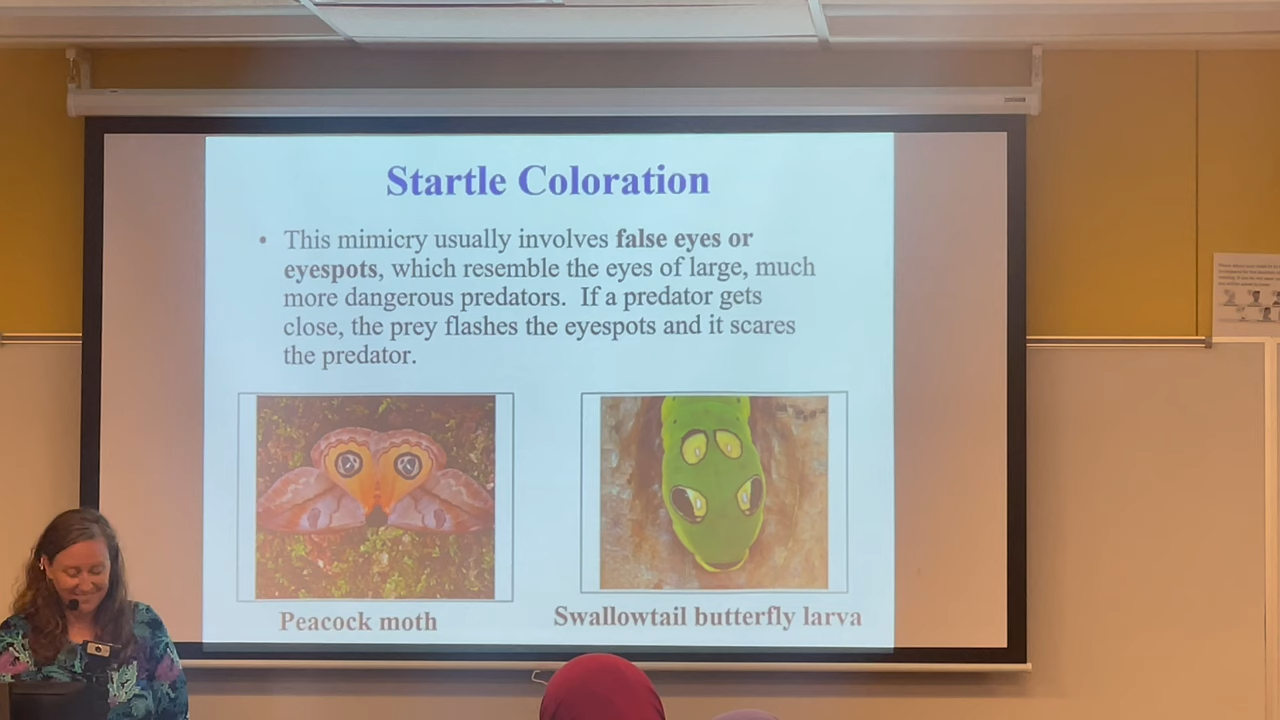 Startle Coloration
• This mimicry usually involves false eyes or
eyespots, which resemble the eyes of large, much
more dangerous predators. If a predator gets
close, the prey flashes the eyespots and it scares
the predator.
Peacock moth
Swallowtail butterfly larva